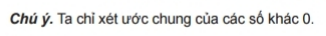 Chú ý. Ta chỉ xét ước chung của các số khác 0.